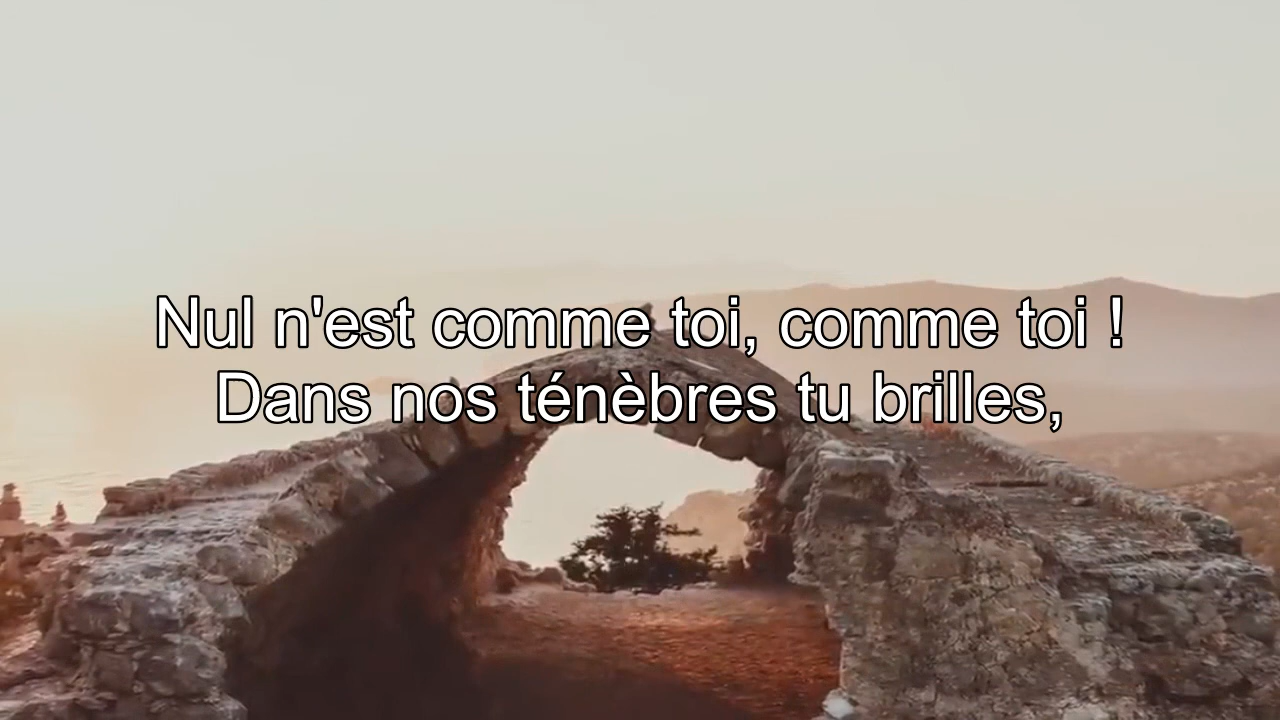 Nul n'est comme toi, comme toi !
Dans nos ténèbres tu brilles,